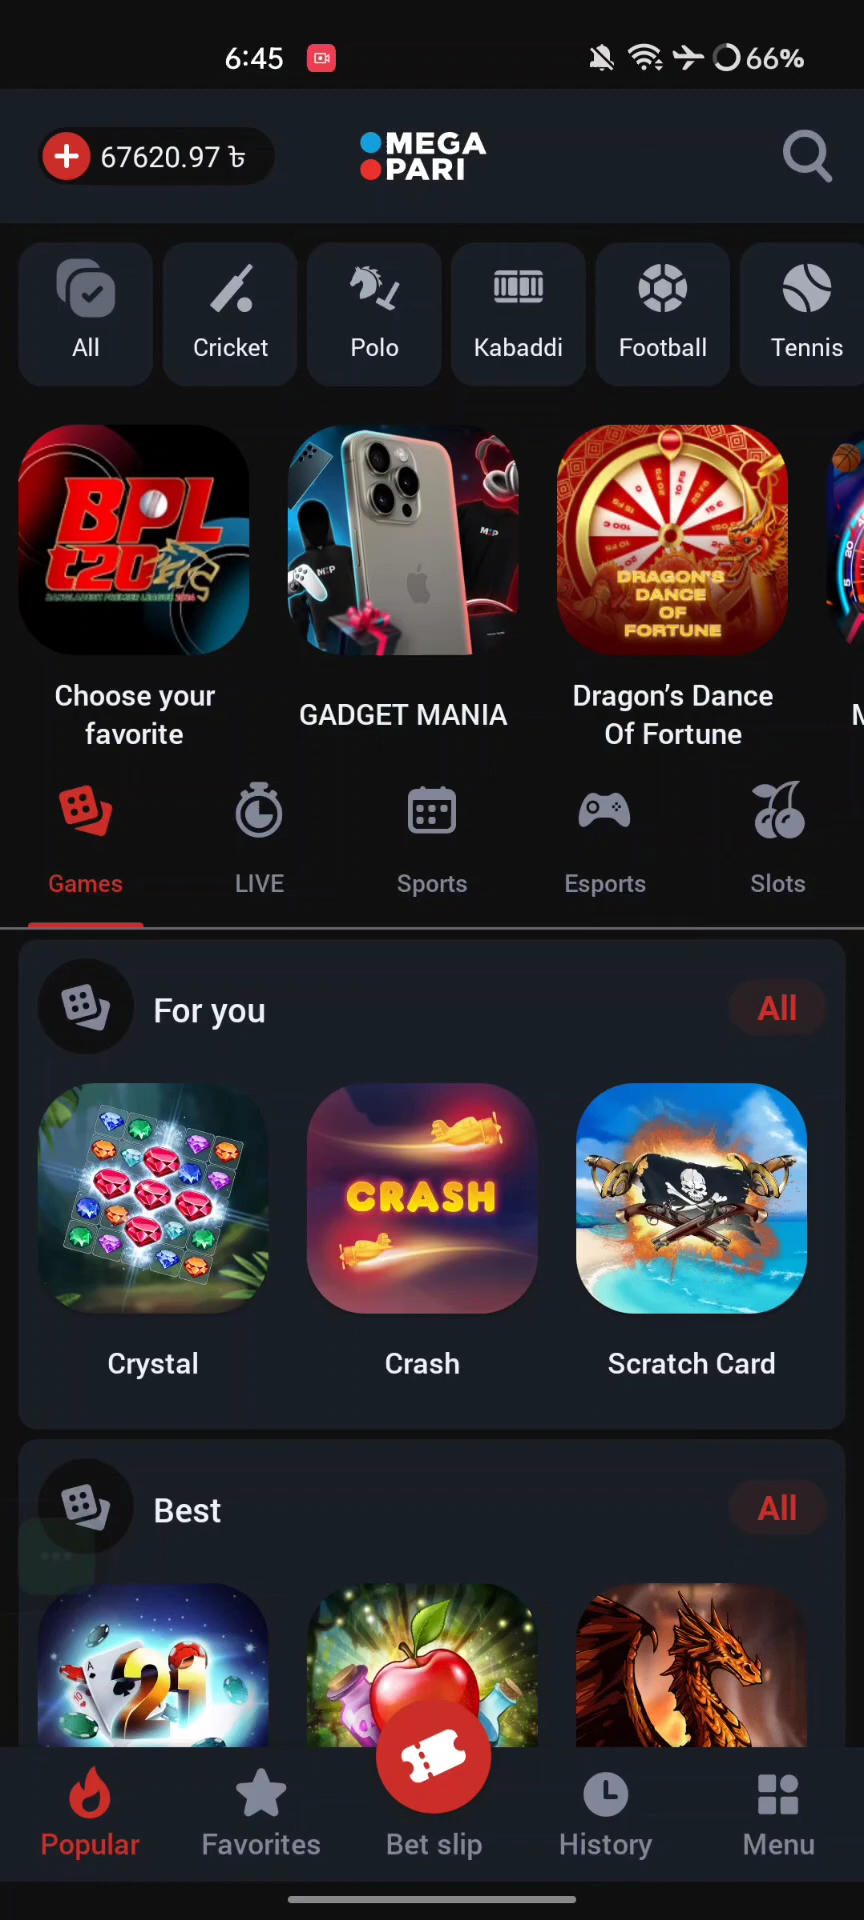 6:45
66%
67620.97 ৳
MEGA
PARI
All
Cricket
Polo
Kabaddi
Football
Tennis
BPL
t20
M
DRAGON'S
DANCE
OF
FORTUNE
Choose your
favorite
GADGET MANIA
Dragon's Dance
Of Fortune
Games
LIVE
Sports
Esports
Slots
For you
All
CRASH
Crystal
Crash
Scratch Card
Best
All
21
Popular
Favorites
Bet slip
History
Menu